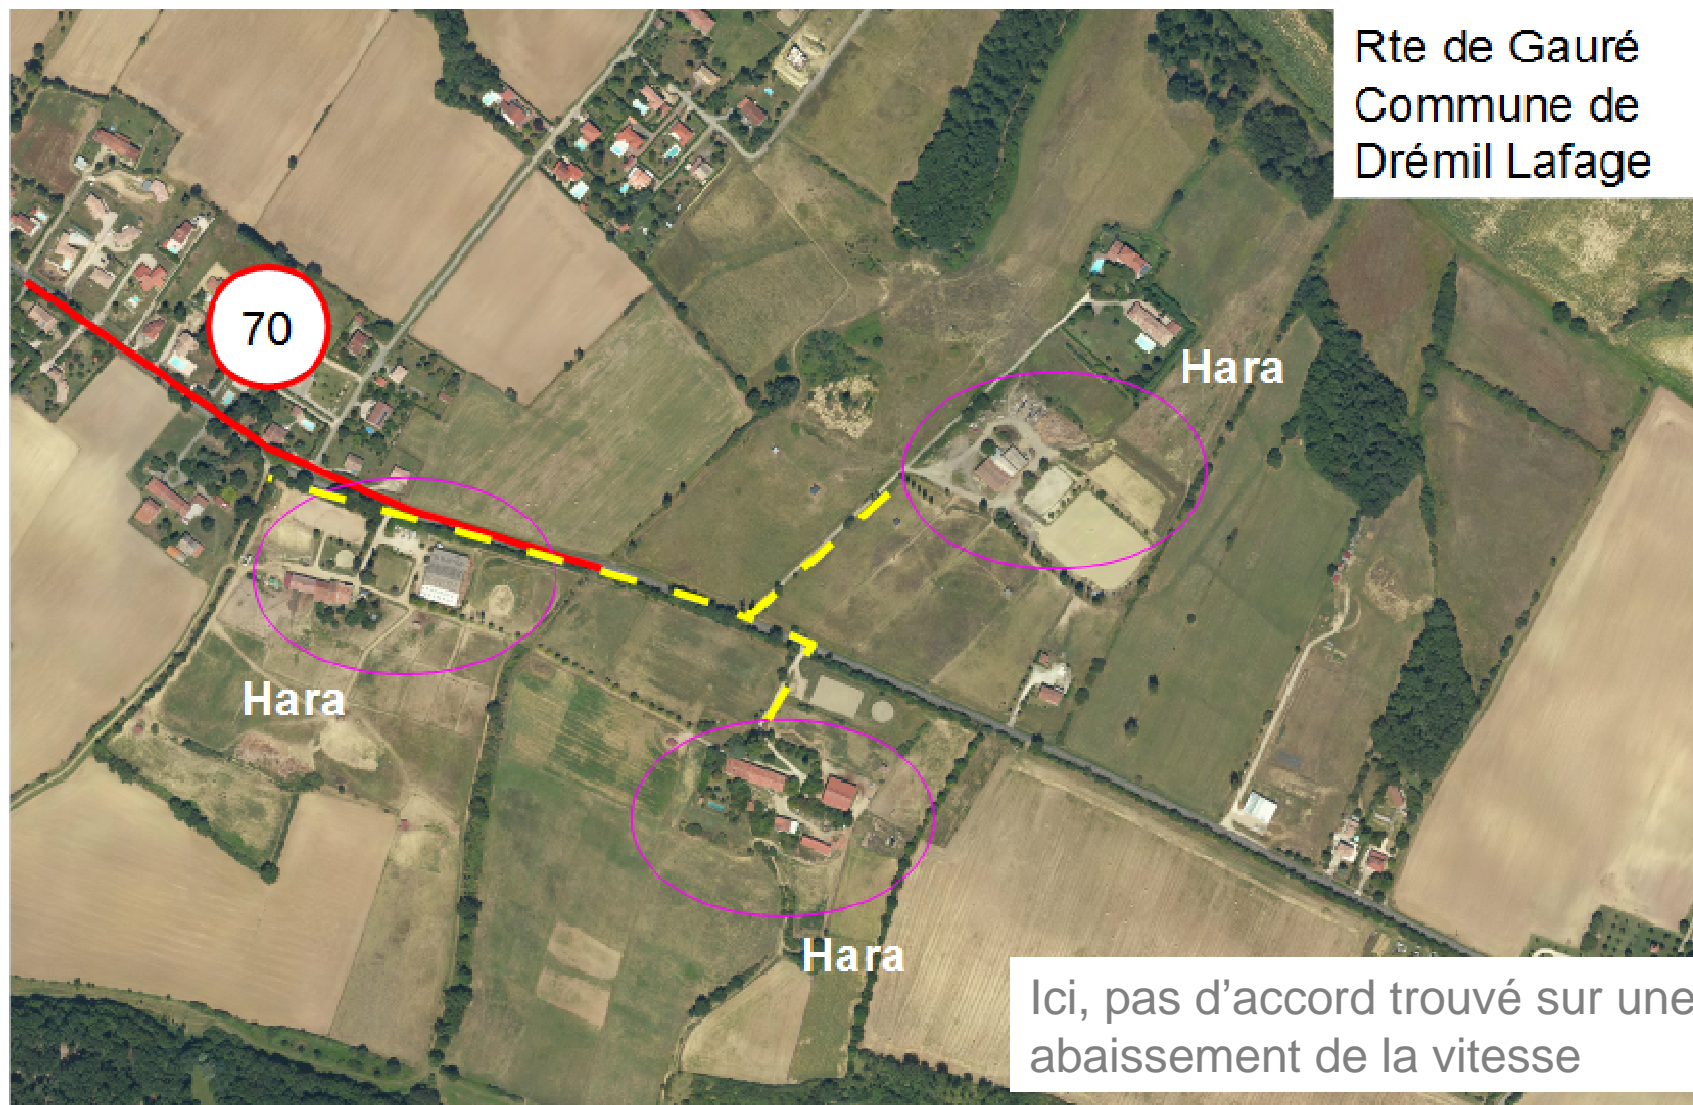 Rte de Gauré
Commune de
Drémil Lafage
70
Hara
Hara
Hara
Ici, pas d’accord trouvé sur une
abaissement de la vitesse